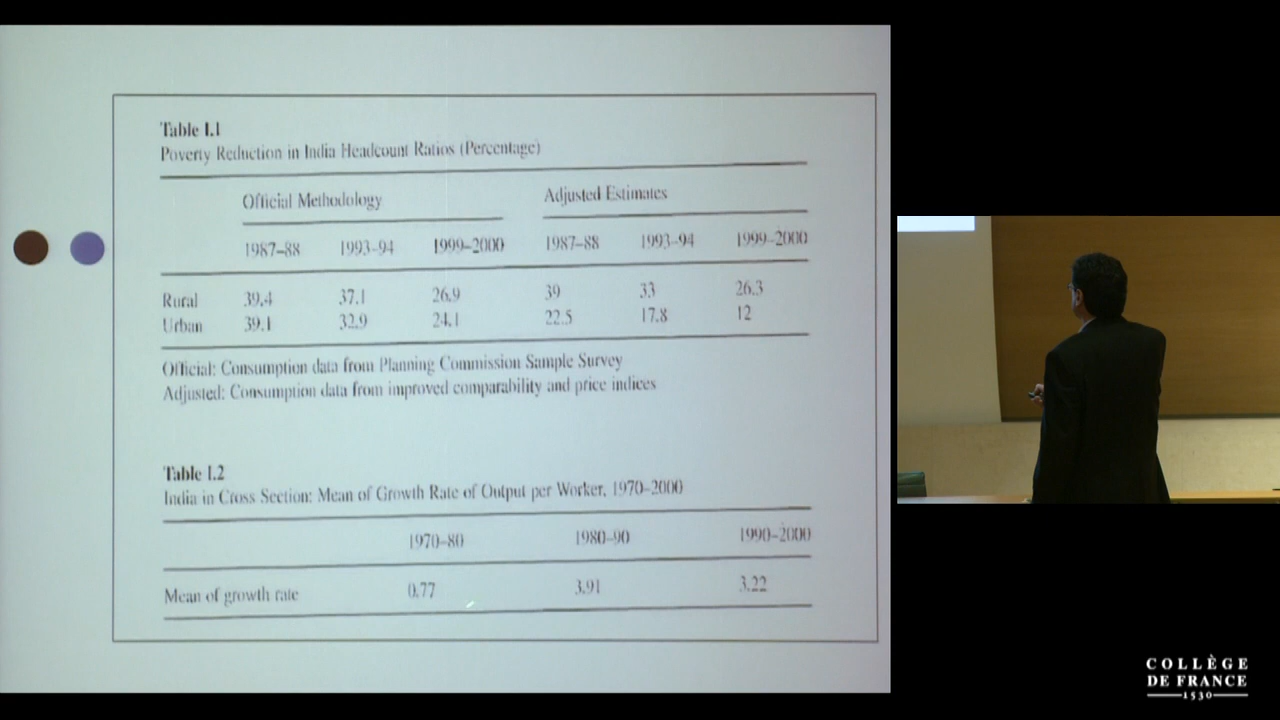 Table I.1
Poverty Reduction in India Headcount Ratios (Percentage)
Official Methodology Adjusted Estimates
1987–88 1993–94 1999–2000 1987–88 1993–94 1999–2000
Rural 39.4 37.1 26.9 39 33 26.3
Urban 39.1 32.9 24.1 22.5 17.8 12
Official: Consumption data from Planning Commission Sample Survey
Adjusted: Consumption data from improved comparability and price indices
Table I.2
India in Cross Section: Mean of Growth Rate of Output per Worker, 1970–2000
1970–80 1980–90 1990–2000
Mean of growth rate 0.77 3.91 3.22
COLLÈGE
DE FRANCE
1530